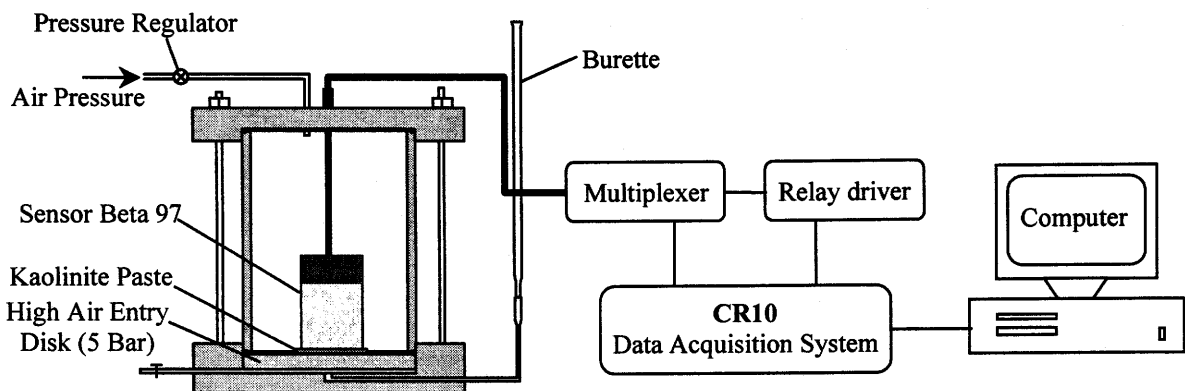 Pressure Regulator
Air Pressure
Burette
Sensor Beta 97
Kaolinite Paste
High Air Entry
Disk (5 Bar)
Multiplexer
Relay driver
Computer
CR10
Data Acquisition System